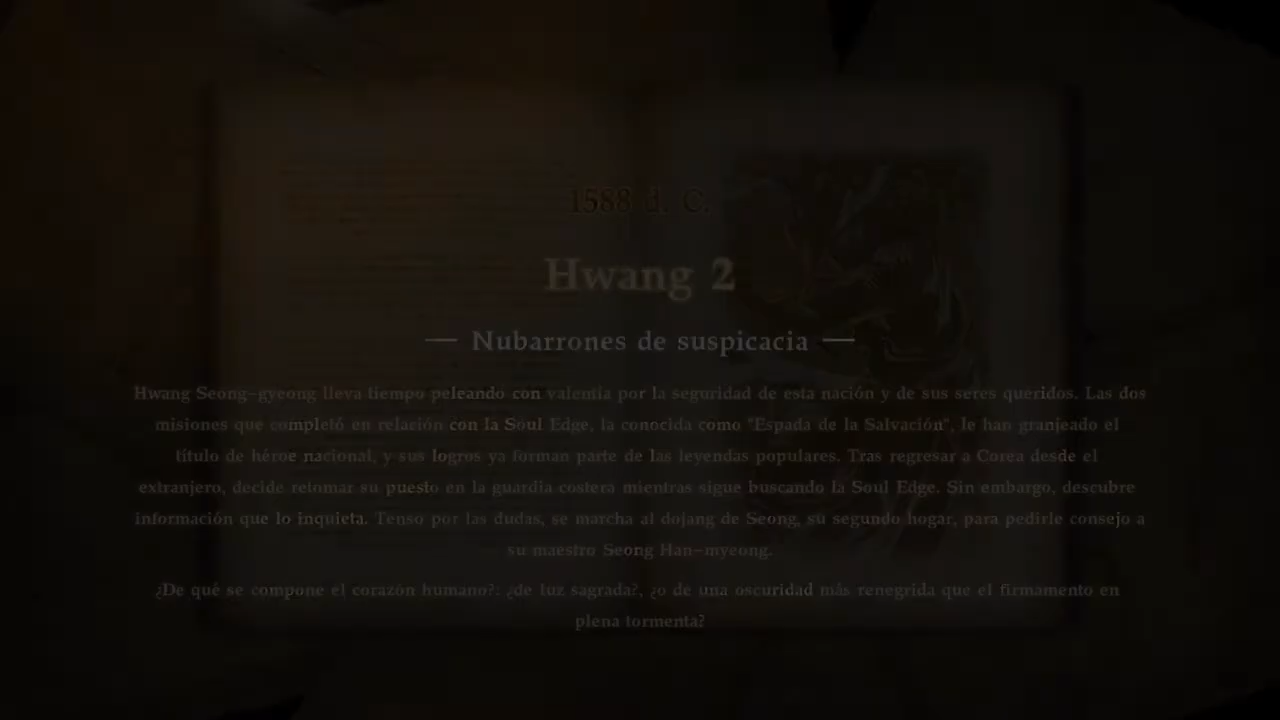 1588 d. C.
Hwang 2
— Nubarrones de suspicacia —
Hwang Seong-gyeong lleva tiempo peleando con valentía por la seguridad de esta nación y de sus seres queridos. Las dos
misiones que completó en relación con la Soul Edge, la conocida como "Espada de la Salvación", le han granjeado el
título de héroe nacional, y sus logros ya forman parte de las leyendas populares. Tras regresar a Corea desde el
extranjero, decide retomar su puesto en la guardia costera mientras sigue buscando la Soul Edge. Sin embargo, descubre
información que lo inquieta. Tenso por las dudas, se marcha al dojang de Seong, su segundo hogar, para pedirle consejo a
su maestro Seong Han-myeong.
¿De qué se compone el corazón humano?: ¿de luz sagrada?, ¿o de una oscuridad más renegrida que el firmamento en
plena tormenta?